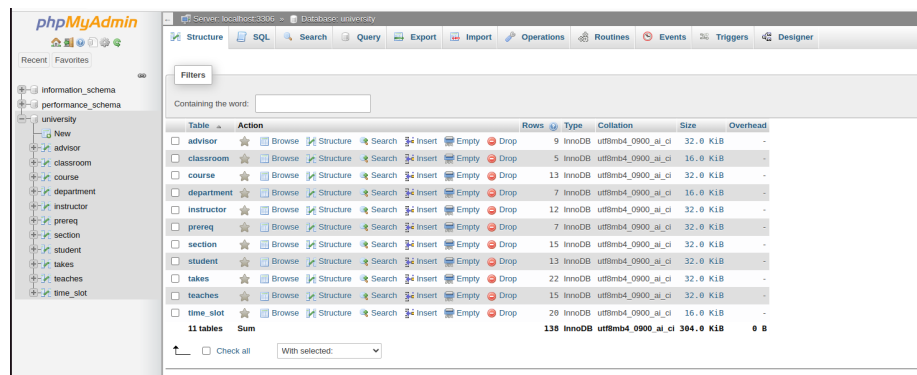 phpMyAdmin
Recent Favorites
information_schema
performance_schema
university
New
advisor
classroom
course
department
instructor
prereq
section
student
takes
teaches
time_slot
Server: localhost:3306 » Database: university
Structure SQL Search Query Export Import Operations Routines Events Triggers Designer
Filters
Containing the word:
Table Action Rows Type Collation Size Overhead
advisor Browse Structure Search Insert Empty Drop 9 InnoDB utf8mb4_0900_ai_ci 32.0 KiB -
classroom Browse Structure Search Insert Empty Drop 5 InnoDB utf8mb4_0900_ai_ci 16.0 KiB -
course Browse Structure Search Insert Empty Drop 13 InnoDB utf8mb4_0900_ai_ci 32.0 KiB -
department Browse Structure Search Insert Empty Drop 7 InnoDB utf8mb4_0900_ai_ci 16.0 KiB -
instructor Browse Structure Search Insert Empty Drop 12 InnoDB utf8mb4_0900_ai_ci 32.0 KiB -
prereq Browse Structure Search Insert Empty Drop 7 InnoDB utf8mb4_0900_ai_ci 32.0 KiB -
section Browse Structure Search Insert Empty Drop 15 InnoDB utf8mb4_0900_ai_ci 32.0 KiB -
student Browse Structure Search Insert Empty Drop 13 InnoDB utf8mb4_0900_ai_ci 32.0 KiB -
takes Browse Structure Search Insert Empty Drop 22 InnoDB utf8mb4_0900_ai_ci 32.0 KiB -
teaches Browse Structure Search Insert Empty Drop 15 InnoDB utf8mb4_0900_ai_ci 32.0 KiB -
time_slot Browse Structure Search Insert Empty Drop 20 InnoDB utf8mb4_0900_ai_ci 16.0 KiB -
11 tables Sum 138 InnoDB utf8mb4_0900_ai_ci 304.0 KiB 0 B
Check all With selected: